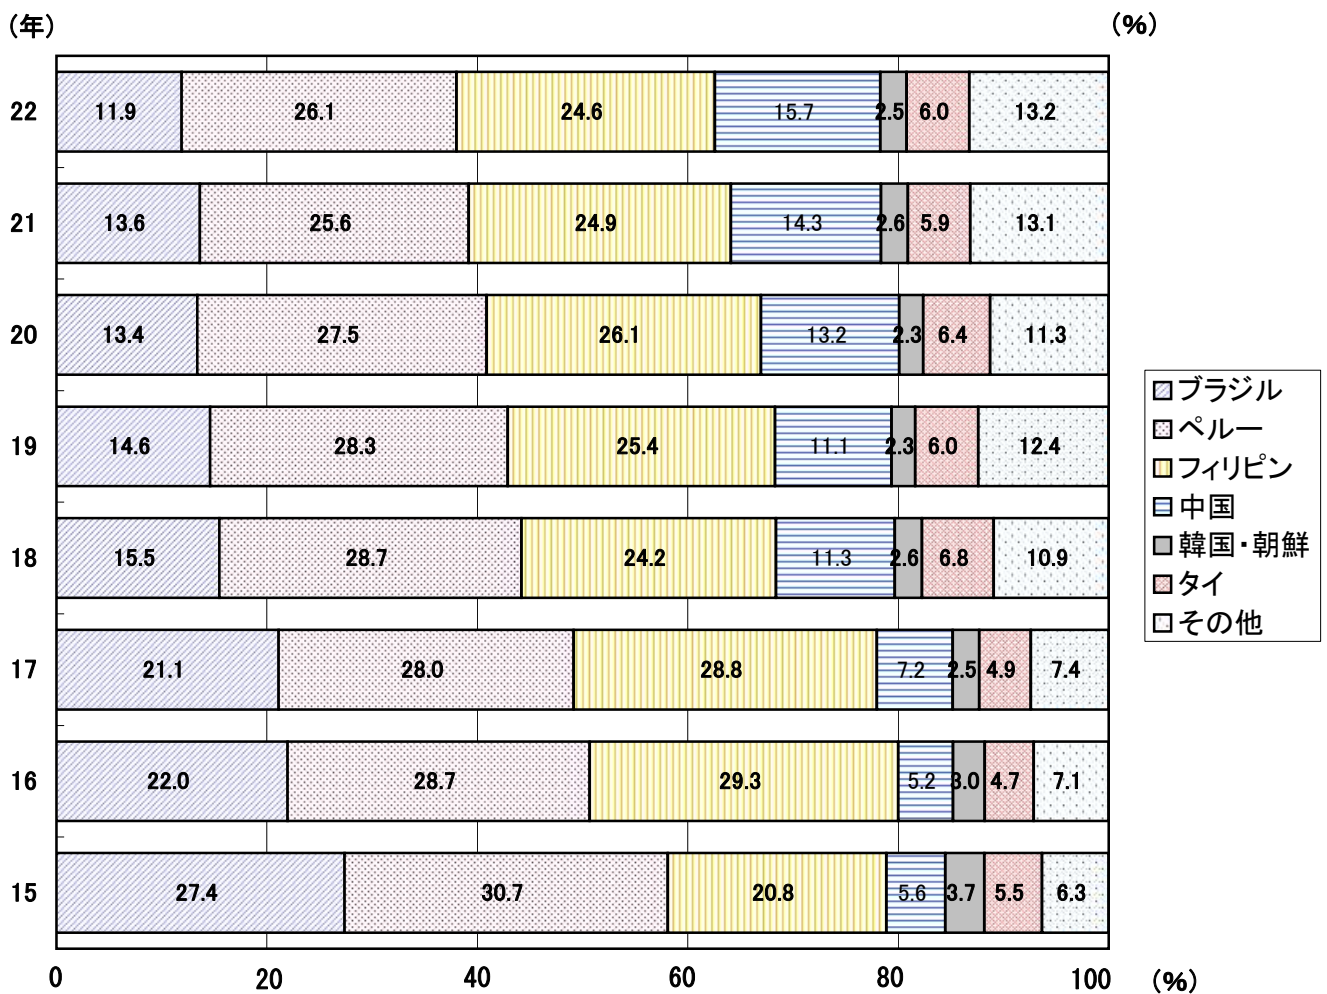 (年) (%)
22 11.9 26.1 24.6 15.7 2.5 6.0 13.2
21 13.6 25.6 24.9 14.3 2.6 5.9 13.1
20 13.4 27.5 26.1 13.2 2.3 6.4 11.3
19 14.6 28.3 25.4 11.1 2.3 6.0 12.4
18 15.5 28.7 24.2 11.3 2.6 6.8 10.9
17 21.1 28.0 28.8 7.2 2.5 4.9 7.4
16 22.0 28.7 29.3 5.2 3.0 4.7 7.1
15 27.4 30.7 20.8 5.6 3.7 5.5 6.3
0 20 40 60 80 100 (%)
ブラジル
ペルー
フィリピン
中国
韓国・朝鮮
タイ
その他